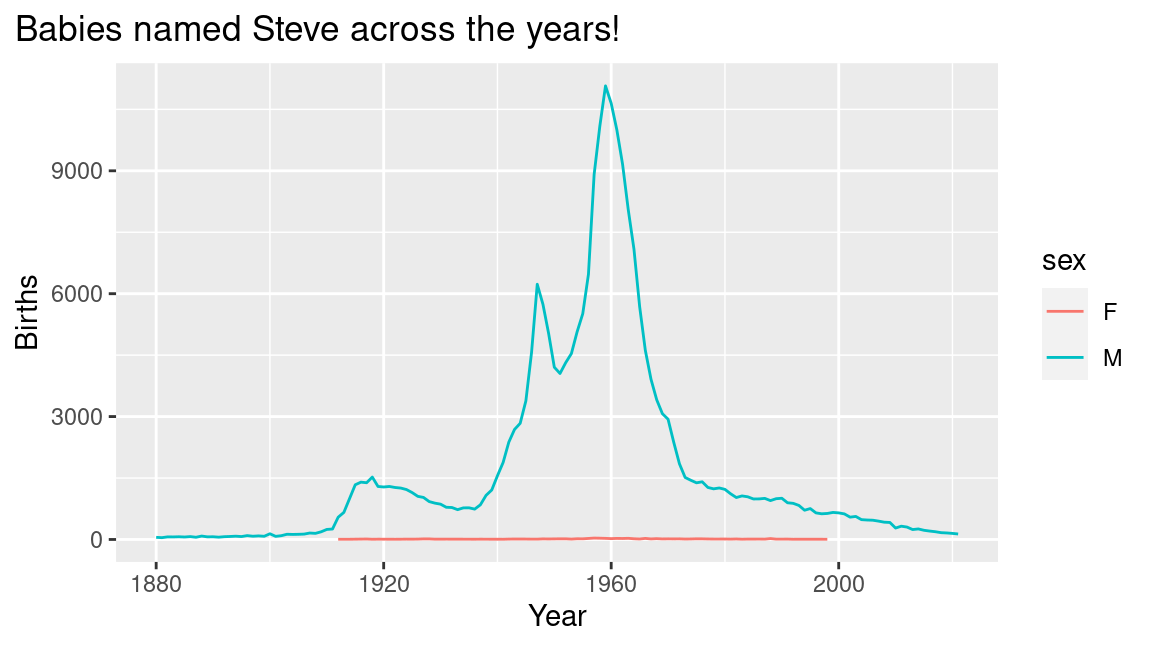 Babies named Steve across the years!
9000
6000
3000
0
Births
1880 1920 1960 2000
Year
sex
F
M